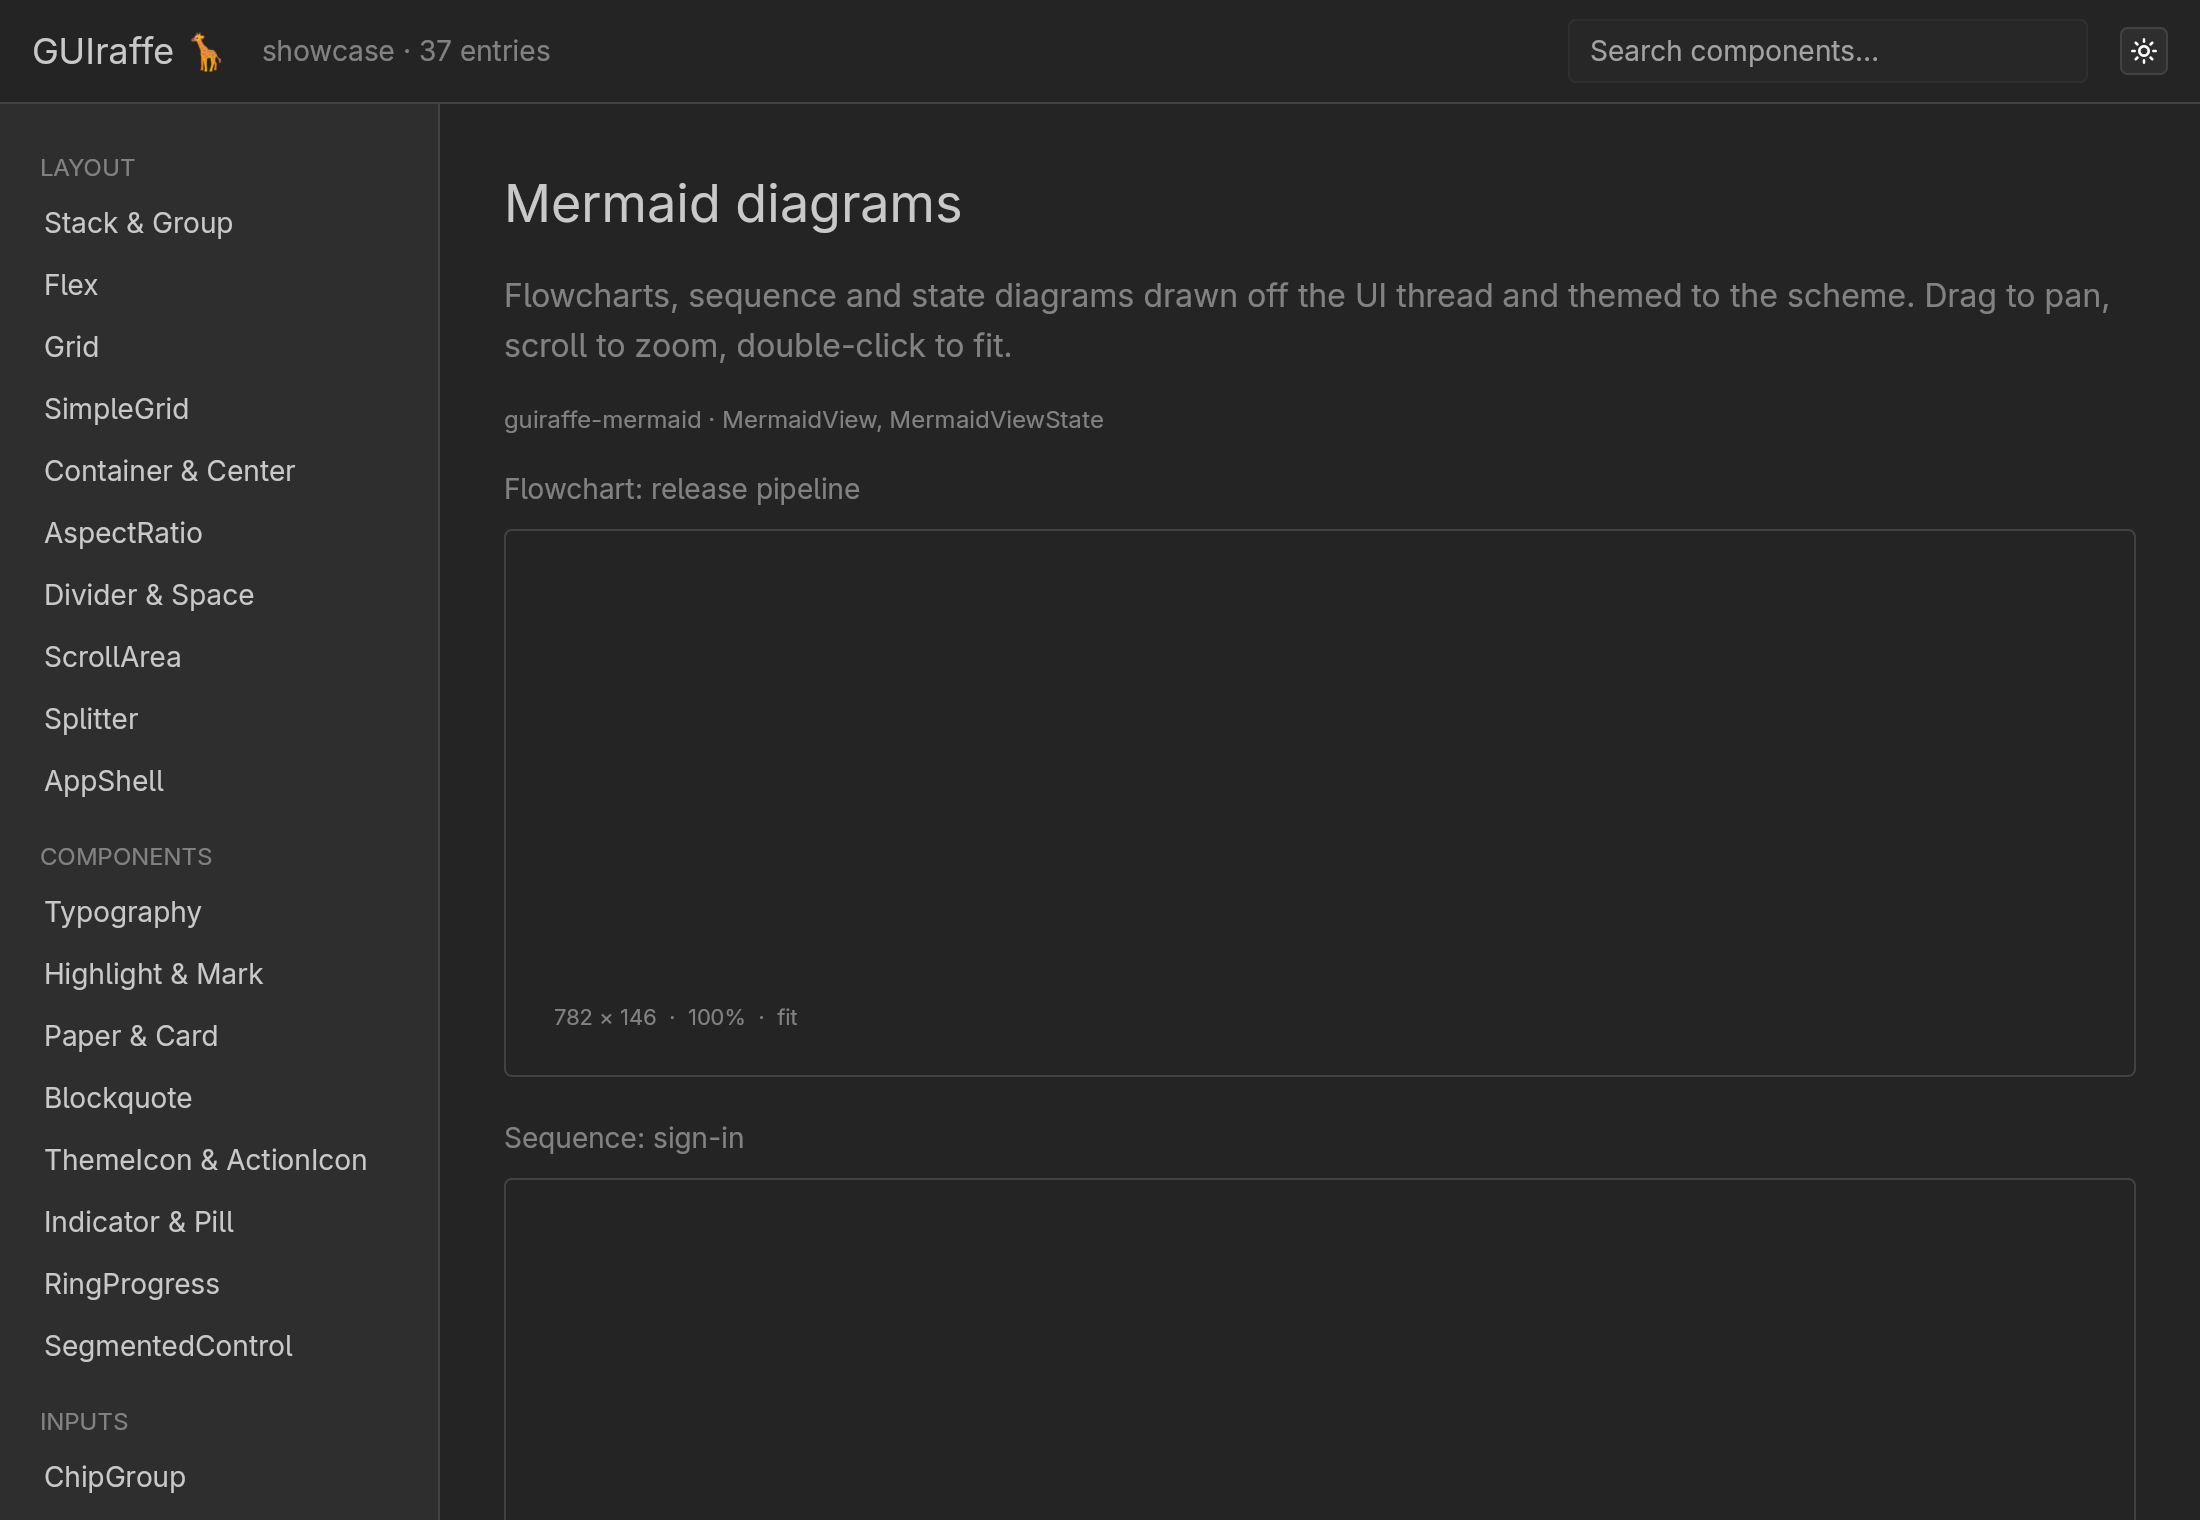 GUIraffe 🦒 showcase · 37 entries
Search components...
LAYOUT
Stack & Group
Flex
Grid
SimpleGrid
Container & Center
AspectRatio
Divider & Space
ScrollArea
Splitter
AppShell
COMPONENTS
Typography
Highlight & Mark
Paper & Card
Blockquote
ThemeIcon & ActionIcon
Indicator & Pill
RingProgress
SegmentedControl
INPUTS
ChipGroup
Mermaid diagrams
Flowcharts, sequence and state diagrams drawn off the UI thread and themed to the scheme. Drag to pan,
scroll to zoom, double-click to fit.
guiraffe-mermaid · MermaidView, MermaidViewState
Flowchart: release pipeline
782 × 146 · 100% · fit
Sequence: sign-in